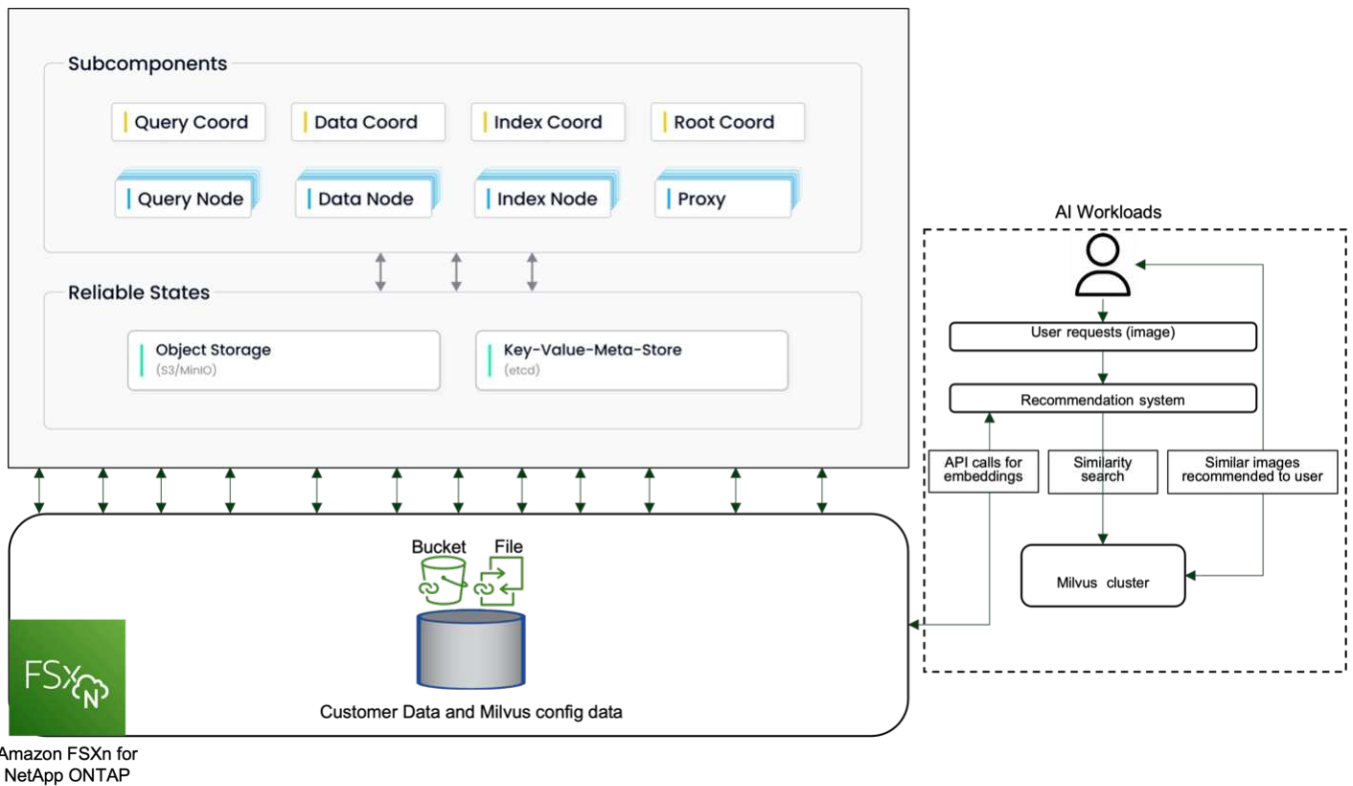 Subcomponents
Query Coord
Data Coord
Index Coord
Root Coord
Query Node
Data Node
Index Node
Proxy
Reliable States
Object Storage
(S3/MinIO)
Key-Value-Meta-Store
(etcd)
AI Workloads
User requests (image)
Recommendation system
API calls for
embeddings
Similarity
search
Similar images
recommended to user
Milvus cluster
Bucket
File
FSx
N
Customer Data and Milvus config data
Amazon FSXn for
NetApp ONTAP